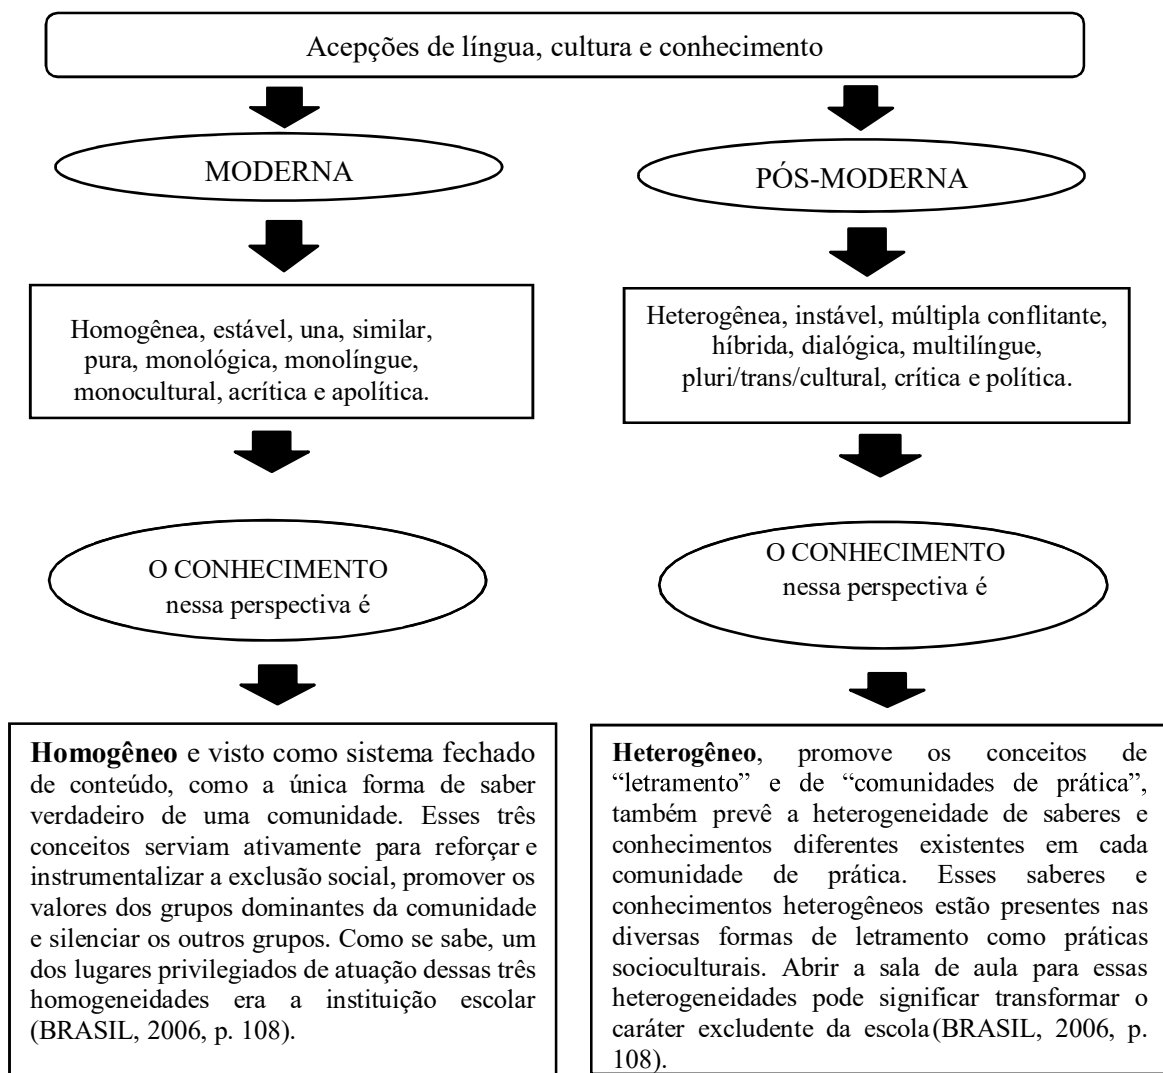 Acepções de língua, cultura e conhecimento
MODERNA
Homogênea, estável, una, similar,
pura, monológica, monolíngue,
monocultural, acrítica e apolítica.
O CONHECIMENTO
nessa perspectiva é
Homogêneo e visto como sistema fechado
de conteúdo, como a única forma de saber
verdadeiro de uma comunidade. Esses três
conceitos serviam ativamente para reforçar e
instrumentalizar a exclusão social, promover os
valores dos grupos dominantes da comunidade
e silenciar os outros grupos. Como se sabe, um
dos lugares privilegiados de atuação dessas três
homogeneidades era a instituição escolar
(BRASIL, 2006, p. 108).
PÓS-MODERNA
Heterogênea, instável, múltipla conflitante,
híbrida, dialógica, multilíngue,
pluri/trans/cultural, crítica e política.
O CONHECIMENTO
nessa perspectiva é
Heterogêneo, promove os conceitos de
“letramento” e de “comunidades de prática”,
também prevê a heterogeneidade de saberes e
conhecimentos diferentes existentes em cada
comunidade de prática. Esses saberes e
conhecimentos heterogêneos estão presentes nas
diversas formas de letramento como práticas
socioculturais. Abrir a sala de aula para essas
heterogeneidades pode significar transformar o
caráter excludente da escola(BRASIL, 2006, p.
108).